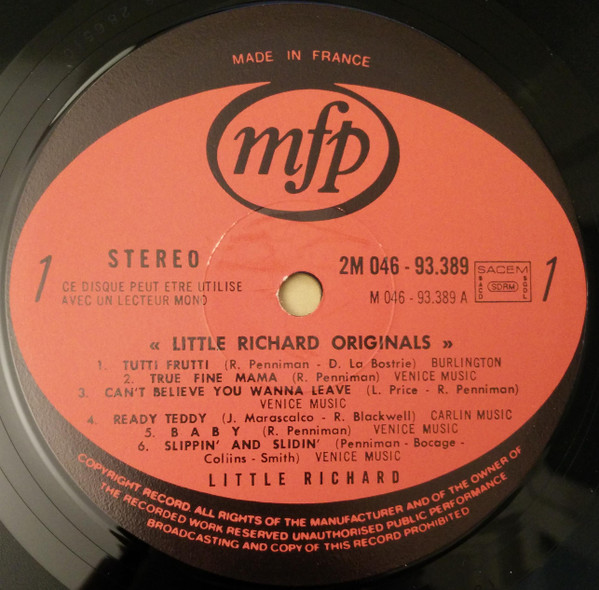 MADE IN FRANCE
mfp
STEREO
1
CE DISQUE PEUT ETRE UTILISE
AVEC UN LECTEUR MONO
2M 046 - 93.389
M 046 - 93.389 A
SACEM
SACD
SDRM
SGDL
1
« LITTLE RICHARD ORIGINALS »
1. TUTTI FRUTTI (R. Penniman - D. La Bostrie) BURLINGTON
2. TRUE FINE MAMA (R. Penniman) VENICE MUSIC
3. CAN'T BELIEVE YOU WANNA LEAVE (L. Price - R. Penniman)
VENICE MUSIC
4. READY TEDDY (J. Marascalco - R. Blackwell) CARLIN MUSIC
5. B A B Y (R. Penniman) VENICE MUSIC
6. SLIPPIN' AND SLIDIN' (Penniman - Bocage -
Coliins - Smith) VENICE MUSIC
LITTLE RICHARD
COPYRIGHT RECORD. ALL RIGHTS OF THE MANUFACTURER AND OF THE OWNER OF
THE RECORDED WORK RESERVED UNAUTHORISED PUBLIC PERFORMANCE
BROADCASTING AND COPY OF THIS RECORD PROHIBITED